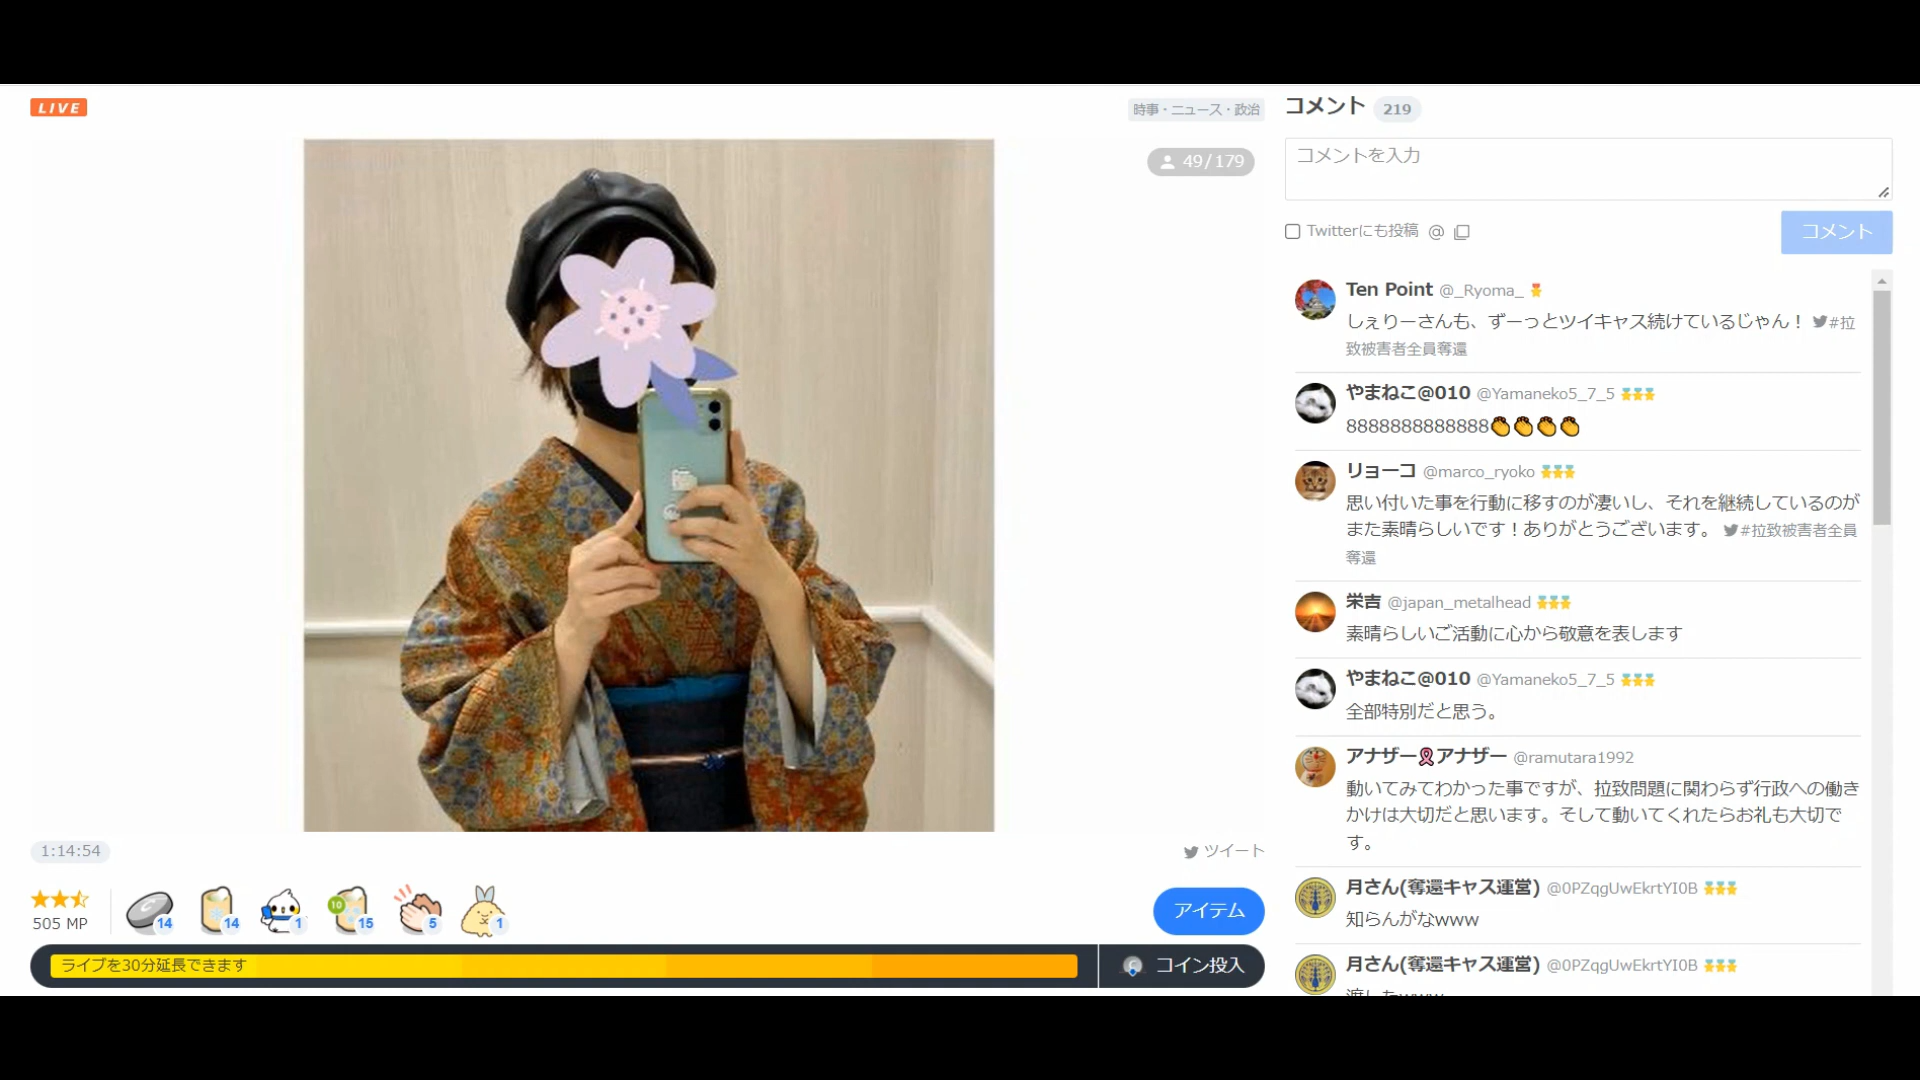 LIVE
時事・ニュース・政治
49/179
1:14:54
ツイート
505 MP
14
14
1
10
15
5
1
アイテム
ライブを30分延長できます
コイン投入
コメント 219
コメントを入力
Twitterにも投稿 @
コメント
Ten Point @_Ryoma_
しぇりーさんも、ずーっとツイキャス続けているじゃん！ #拉
致被害者全員奪還
やまねこ@010 @Yamaneko5_7_5
8888888888888👏👏👏👏
リョーコ @marco_ryoko
思い付いた事を行動に移すのが凄いし、それを継続しているのが
また素晴らしいです！ありがとうございます。 #拉致被害者全員
奪還
栄吉 @japan_metalhead
素晴らしいご活動に心から敬意を表します
やまねこ@010 @Yamaneko5_7_5
全部特別だと思う。
アナザー🎗アナザー @ramutara1992
動いてみてわかった事ですが、拉致問題に関わらず行政への働き
かけは大切だと思います。そして動いてくれたらお礼も大切で
す。
月さん(奪還キャス運営) @0PZqgUwEkrtYI0B
知らんがなwww
月さん(奪還キャス運営) @0PZqgUwEkrtYI0B